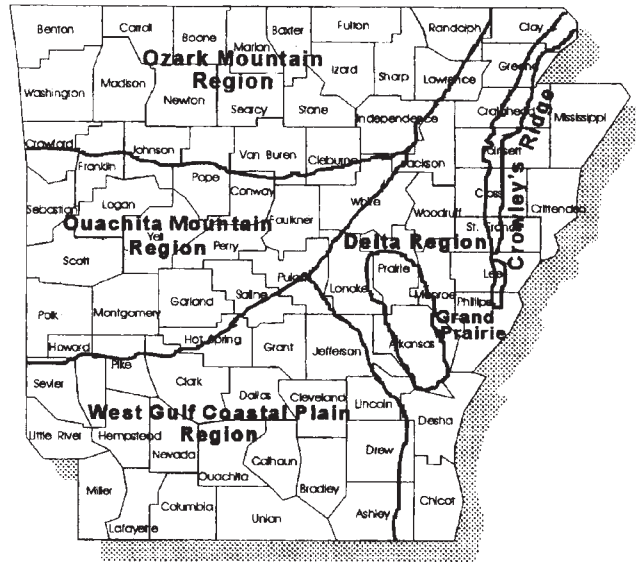 Benton
Carroll
Boone
Marion
Baxter
Fulton
Randolph
Clay
Ozark Mountain
Region
Izard
Sharp
Lawrence
Greene
Washington
Madison
Newton
Searcy
Stone
Independence
Craighead
Mississippi
Crawford
Franklin
Johnson
Pope
Van Buren
Cleburne
Jackson
Poinsett
Crowley's Ridge
Sebastian
Logan
Conway
Faulkner
White
Woodruff
Cross
Crittenden
St. Francis
Ouachita Mountain
Region
Yell
Perry
Delta Region
Scott
Pulaski
Lonoke
Prairie
Monroe
Lee
Phillips
Grand
Prairie
Polk
Montgomery
Garland
Saline
Hot Spring
Grant
Jefferson
Arkansas
Howard
Pike
Sevier
Clark
Dallas
Cleveland
Lincoln
Desha
West Gulf Coastal Plain
Region
Little River
Hempstead
Nevada
Ouachita
Calhoun
Bradley
Drew
Miller
Lafayette
Columbia
Union
Ashley
Chicot